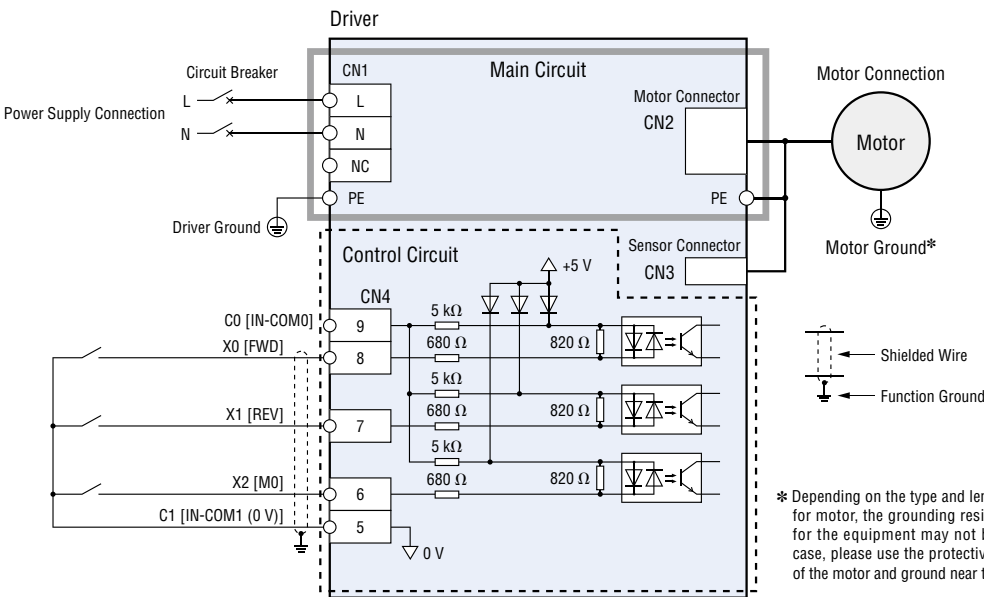 Driver
Circuit Breaker
CN1
Main Circuit
Motor Connection
Power Supply Connection
L
L
Motor Connector
CN2
N
N
Motor
NC
PE
PE
Driver Ground
Motor Ground*
Control Circuit
+5 V
Sensor Connector
CN3
CN4
C0 [IN-COM0]
9
5 kΩ
X0 [FWD]
8
680 Ω
820 Ω
Shielded Wire
5 kΩ
Function Ground
X1 [REV]
7
680 Ω
820 Ω
5 kΩ
X2 [M0]
6
680 Ω
820 Ω
C1 [IN-COM1 (0 V)]
5
0 V
* Depending on the type and
for motor, the grounding
for the equipment may not
case, please use the
of the motor and ground near